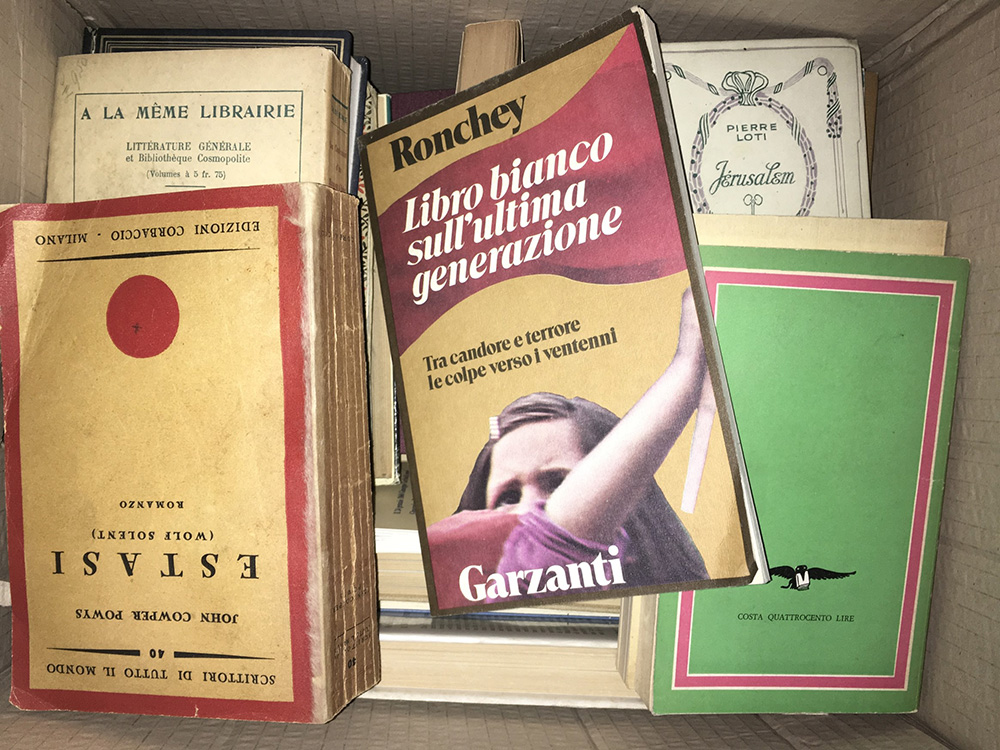 A LA MÊME LIBRAIRIE
LITTÉRATURE GÉNÉRALE
et Bibliothèque Cosmopolite
(Volumes à 5 fr. 75)
Ronchey
Libro bianco
sull'ultima
generazione
Tra candore e terrore
le colpe verso i ventenni
Garzanti
PIERRE
LOTI
Jérusalem
SCRITTORI DI TUTTO IL MONDO
40
JOHN COWPER POWYS
ESTASI
(WOLF SOLENT)
ROMANZO
EDIZIONI CORBACCIO - MILANO
40
M
COSTA QUATTROCENTO LIRE